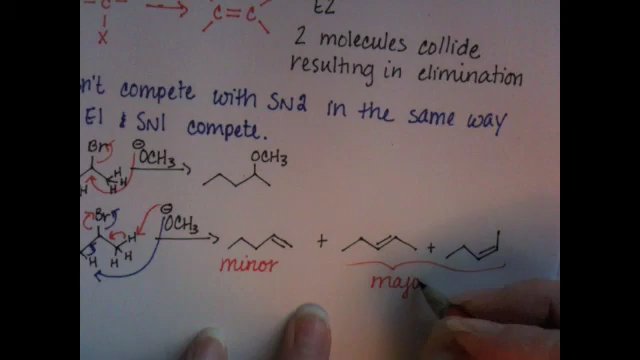 C C = C E2
X
2 molecules collide
resulting in elimination
n't compete with SN2 in the same way
E1 & SN1 compete.
Br ⊖OCH3 OCH3
H
H H
Br ⊖OCH3
H
H H H
+ +
minor
majo